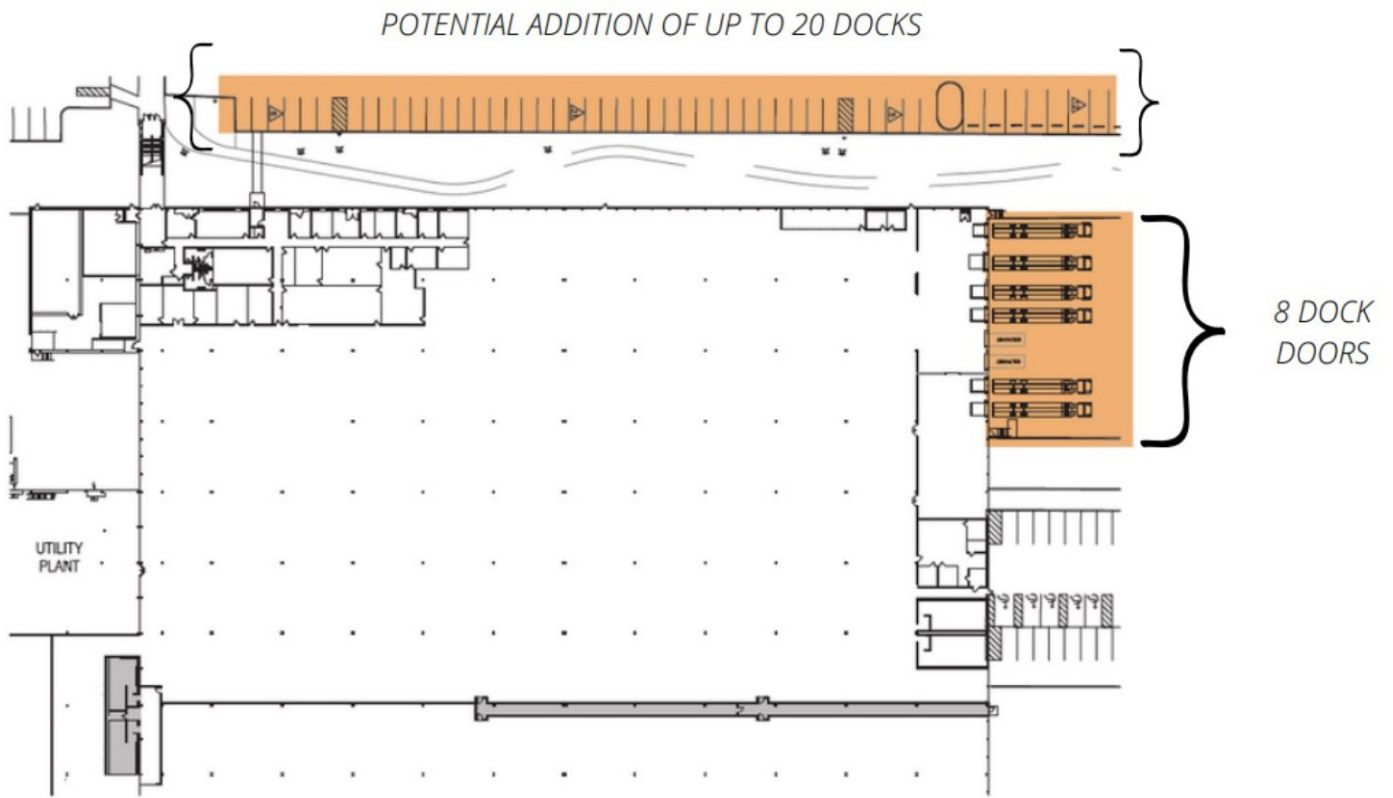 POTENTIAL ADDITION OF UP TO 20 DOCKS
8 DOCK
DOORS
UTILITY
PLANT